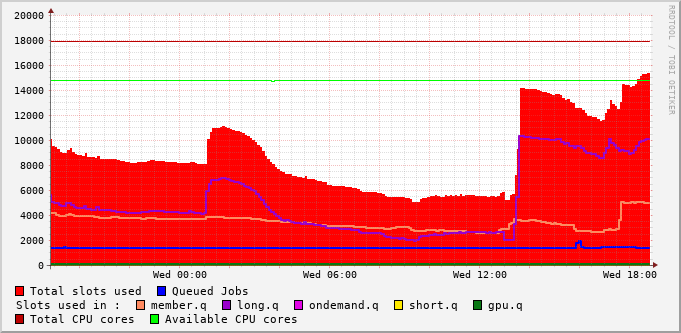 20000
18000
16000
14000
12000
10000
8000
6000
4000
2000
0
Wed 00:00 Wed 06:00 Wed 12:00 Wed 18:00
RRDTOOL / TOBI OETIKER
Total slots used Queued Jobs
Slots used in : member.q long.q ondemand.q short.q gpu.q
Total CPU cores Available CPU cores